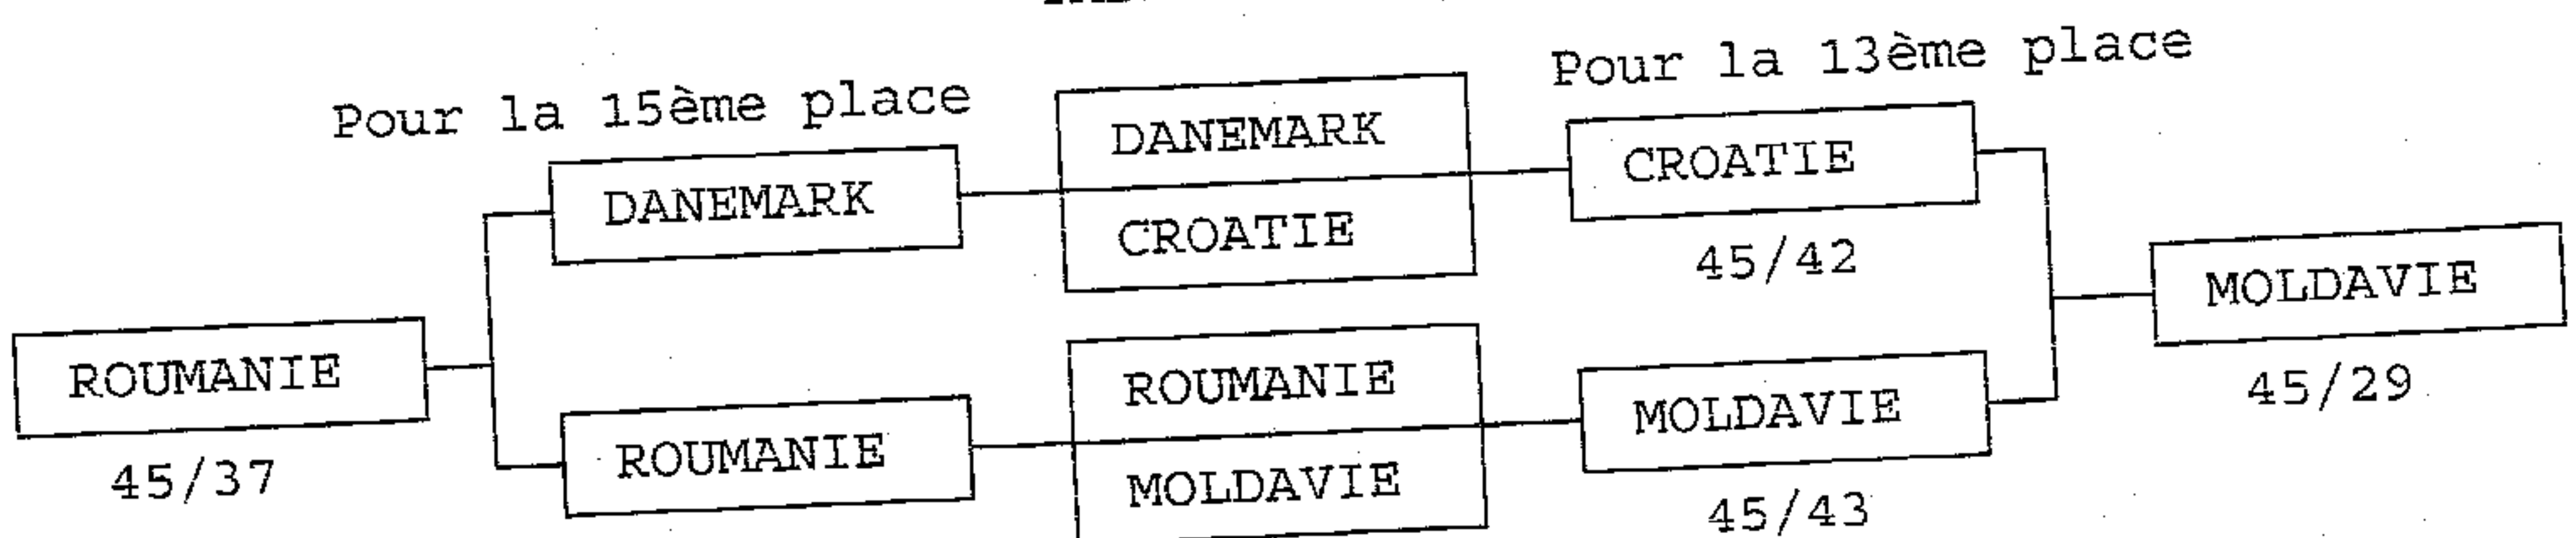 Pour la 15ème place
Pour la 13ème place
DANEMARK
CROATIE
DANEMARK
CROATIE
45/42
MOLDAVIE
45/29
ROUMANIE
45/37
ROUMANIE
ROUMANIE
MOLDAVIE
MOLDAVIE
45/43